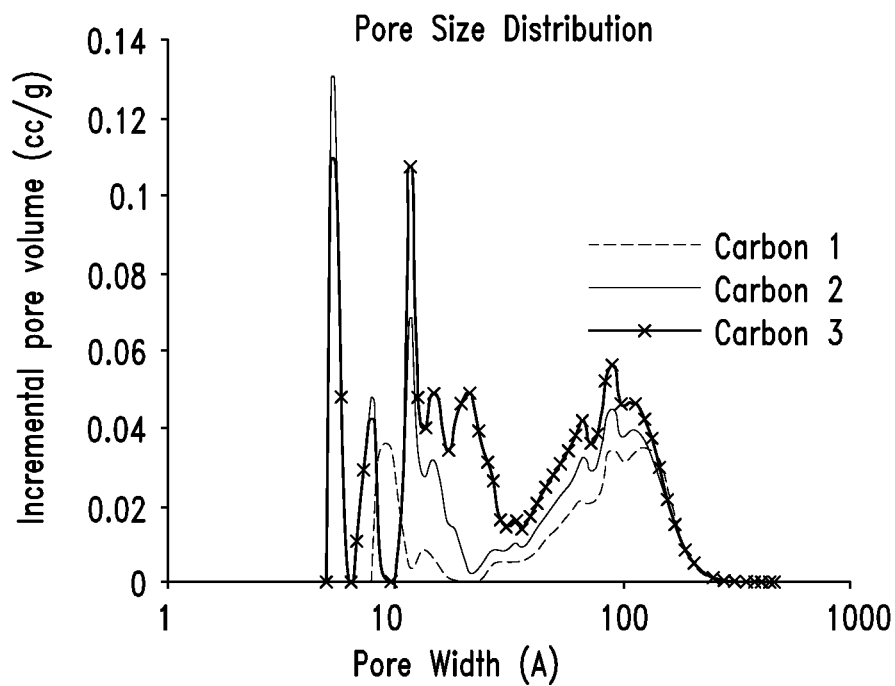 Pore Size Distribution
Incremental pore volume (cc/g)
0.14
0.12
0.1
0.08
0.06
0.04
0.02
0
Carbon 1
Carbon 2
Carbon 3
1 10 100 1000
Pore Width (A)